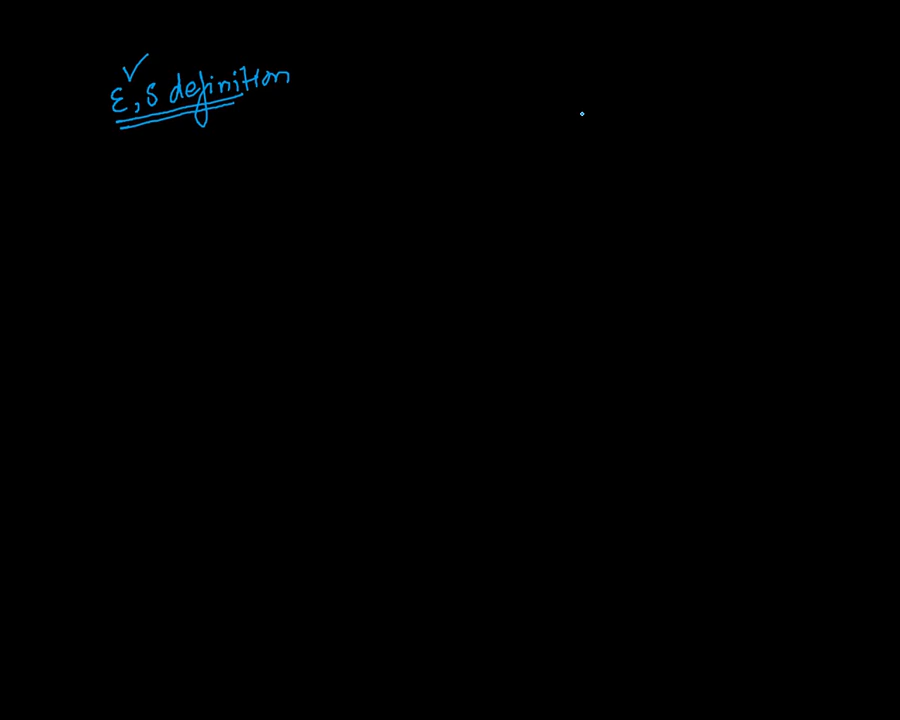 ε, δ definition